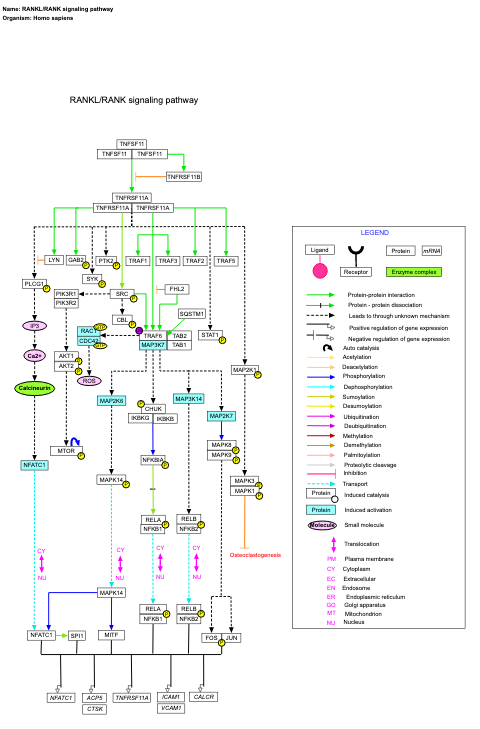 Name: RANKL/RANK signaling pathway
Organism: Homo sapiens
RANKL/RANK signaling pathway
TNFSF11
TNFSF11 TNFSF11
TNFRSF11B
TNFRSF11A
TNFRSF11A TNFRSF11A
LYN GAB2 PTK2 TRAF1 TRAF3 TRAF2 TRAF5
P P
SYK
P
PLCG1
P
PIK3R1
PIK3R2
SRC
P
FHL2
CBL
P
SQSTM1
IP3
RAC1
CDC42
GTP
GTP
TRAF6 TAB2
MAP3K7 TAB1
STAT1
P
Ca2+
AKT1
AKT2
P
P
MAP2K1
P
Calcineurin
ROS
MAP2K6
MAP3K14
CHUK
P
IKBKG IKBKB
MAP2K7
MTOR
P
MAPK8
MAPK9
P
P
NFATC1
NFKBIA
P
MAPK14
P
MAPK3
MAPK1
P
P
RELA
NFKB1
P
RELB
NFKB2
P
Osteoclastogenesis
CY CY CY CY
NU NU NU NU
MAPK14
RELA
NFKB1
P
RELB
NFKB2
P
NFATC1 SPI1 MITF
FOS JUN
P
NFATC1 ACP5 TNFRSF11A ICAM1 CALCR
CTSK VCAM1
LEGEND
Ligand
Receptor
Protein
mRNA
Enzyme complex
Protein-protein interaction
Protein - protein dissociation
Leads to through unknown mechanism
Positive regulation of gene expression
Negative regulation of gene expression
Auto catalysis
Acetylation
Deacelylation
Phosphorylation
Dephosphorylation
Sumoylation
Desumoylation
Ubiquitination
Deubiquitination
Methylation
Demethylation
Palmitoylation
Proteolytic cleavage
Inhibition
Transport
Protein Induced catalysis
Protein Induced activation
Molecule Small molecule
Translocation
PM Plasma membrane
CY Cytoplasm
EC Extracellular
EN Endosome
ER Endoplasmic reticulum
GO Golgi apparatus
MT Mitochondrion
NU Nucleus